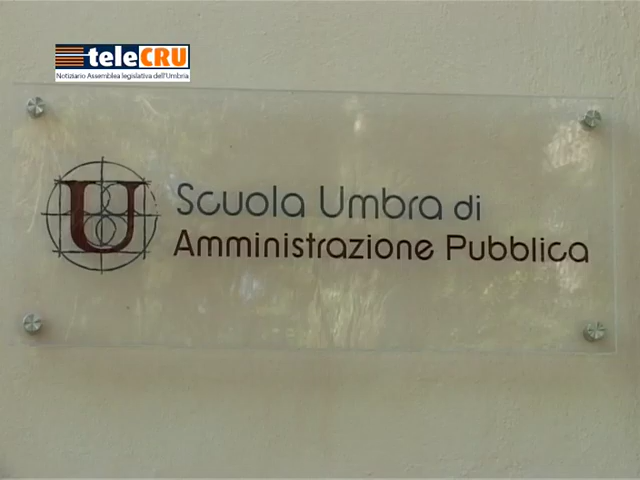 teleCRU
Notiziario Assemblea legislativa dell'Umbria
U
Scuola Umbra di
Amministrazione Pubblica